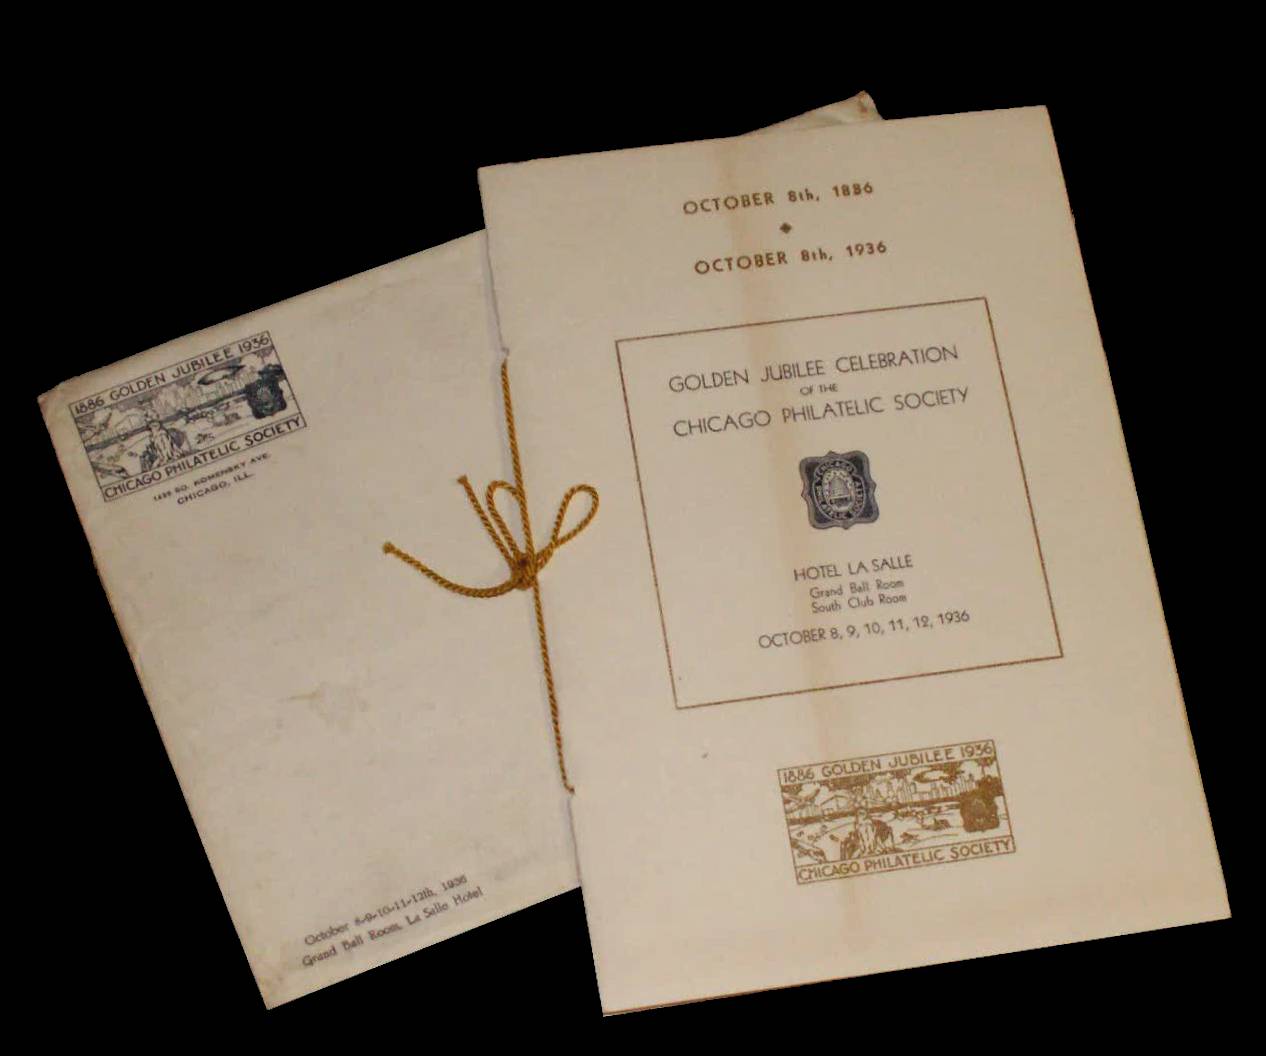 1886 GOLDEN JUBILEE 1936
CHICAGO PHILATELIC SOCIETY
SO. KOMENSKY AVE.
CHICAGO, ILL.
October 8-9-10-11-12th, 1936
Grand Ball Room, La Salle Hotel
OCTOBER 8th, 1886
OCTOBER 8th, 1936
GOLDEN JUBILEE CELEBRATION
OF THE
CHICAGO PHILATELIC SOCIETY
HOTEL LA SALLE
Grand Ball Room
South Club Room
OCTOBER 8, 9, 10, 11, 12, 1936
1886 GOLDEN JUBILEE 1936
CHICAGO PHILATELIC SOCIETY